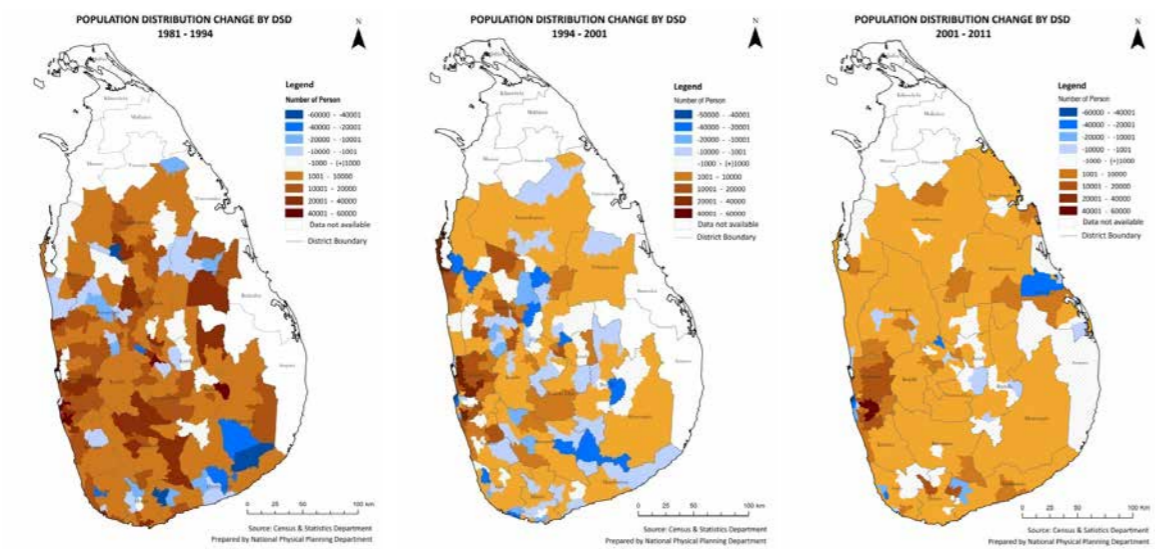 POPULATION DISTRIBUTION CHANGE BY DSD
1981 - 1994
N
Legend
Number of Person
-60000 - -40001
-40000 - -20001
-20000 - -10001
-10000 - -1001
-1000 - (+)1000
1001 - 10000
10001 - 20000
20001 - 40000
40001 - 60000
Data not available
District Boundary
0 25 50 100 km
Source: Census & Statistics Department
Prepared by National Physical Planning Department
POPULATION DISTRIBUTION CHANGE BY DSD
1994 - 2001
N
Legend
Number of Person
-50000 - -40001
-40000 - -20001
-20000 - -10001
-10000 - -1001
-1000 - (+)1000
1001 - 10000
10001 - 20000
20001 - 40000
40001 - 60000
Data not available
District Boundary
0 25 50 100 km
Source: Census & Statistics Department
Prepared by National Physical Planning Department
POPULATION DISTRIBUTION CHANGE BY DSD
2001 - 2011
N
Legend
Number of Person
-60000 - -40001
-40000 - -20001
-20000 - -10001
-10000 - -1001
-1000 - (+)1000
1001 - 10000
10001 - 20000
20001 - 40000
40001 - 60000
Data not available
District Boundary
0 25 50 100 km
Source: Census & Satistics Department
Prepared by National Physical Planning Department